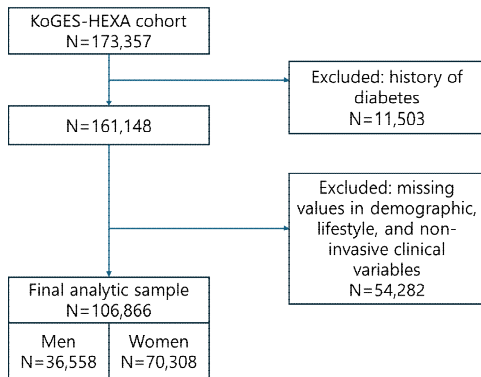 KoGES-HEXA cohort
N=173,357
Excluded: history of
diabetes
N=11,503
N=161,148
Excluded: missing
values in demographic,
lifestyle, and non-
invasive clinical
variables
N=54,282
Final analytic sample
N=106,866
Men
N=36,558
Women
N=70,308